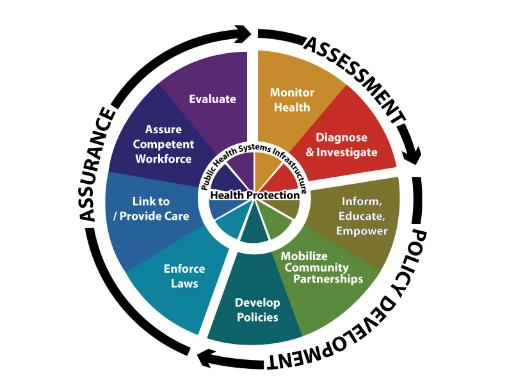 ASSESSMENT
Monitor
Health
Diagnose
& Investigate
POLICY DEVELOPMENT
Inform,
Educate,
Empower
Mobilize
Community
Partnerships
Develop
Policies
ASSURANCE
Enforce
Laws
Link to
/ Provide Care
Assure
Competent
Workforce
Evaluate
Public Health Systems Infrastructure
Health Protection